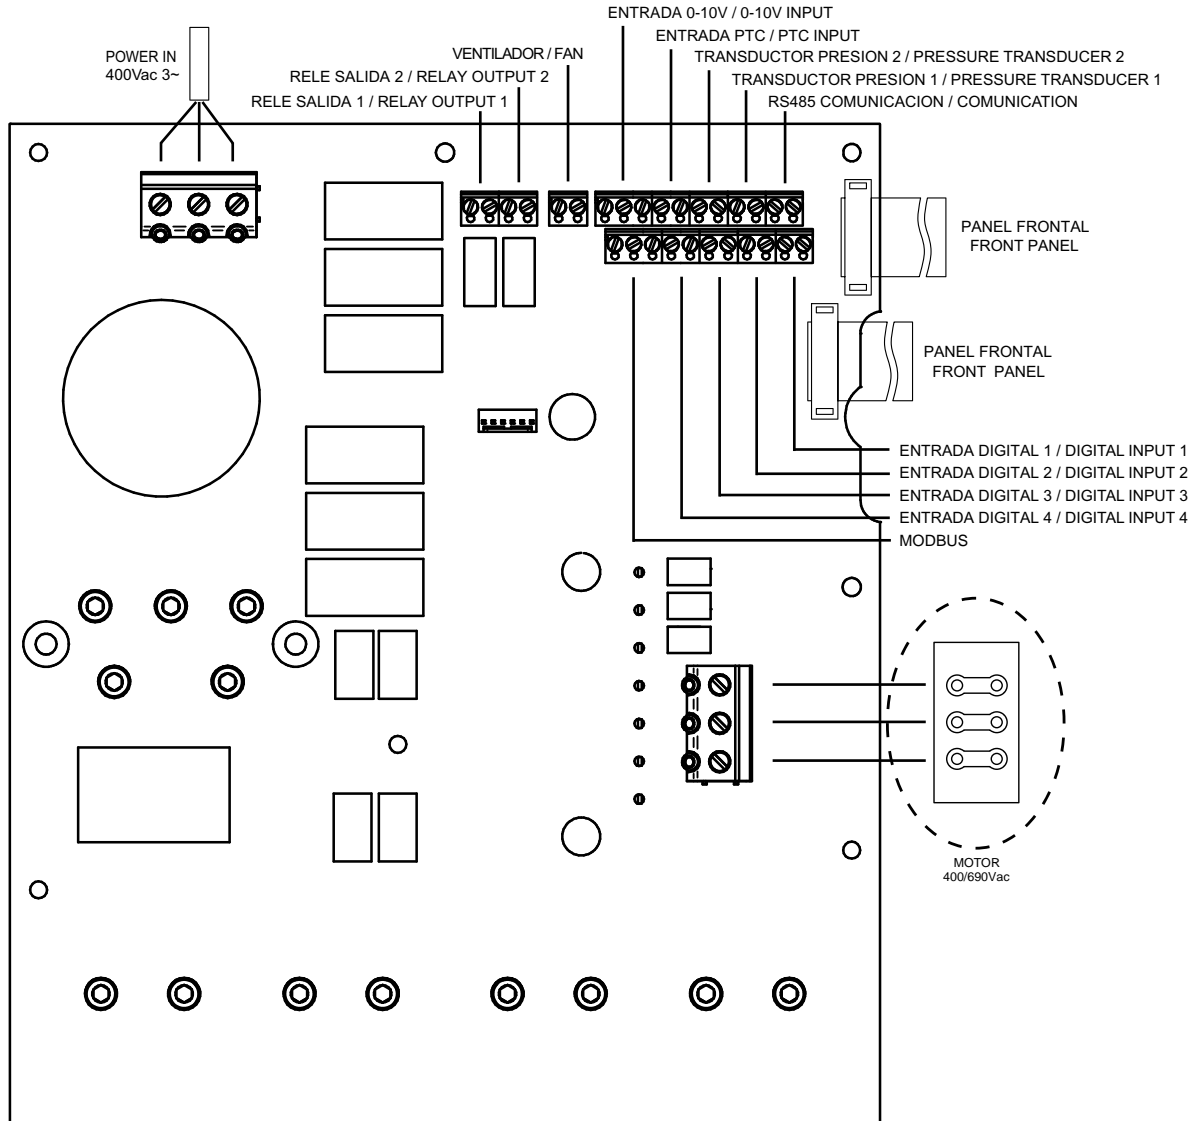 ENTRADA 0-10V / 0-10V INPUT
ENTRADA PTC / PTC INPUT
POWER IN
400Vac 3~
VENTILADOR / FAN
TRANSDUCTOR PRESION 2 / PRESSURE TRANSDUCER 2
RELE SALIDA 2 / RELAY OUTPUT 2
TRANSDUCTOR PRESION 1 / PRESSURE TRANSDUCER 1
RELE SALIDA 1 / RELAY OUTPUT 1
RS485 COMUNICACION / COMUNICATION
PANEL FRONTAL
FRONT PANEL
PANEL FRONTAL
FRONT PANEL
ENTRADA DIGITAL 1 / DIGITAL INPUT 1
ENTRADA DIGITAL 2 / DIGITAL INPUT 2
ENTRADA DIGITAL 3 / DIGITAL INPUT 3
ENTRADA DIGITAL 4 / DIGITAL INPUT 4
MODBUS
MOTOR
400/690Vac